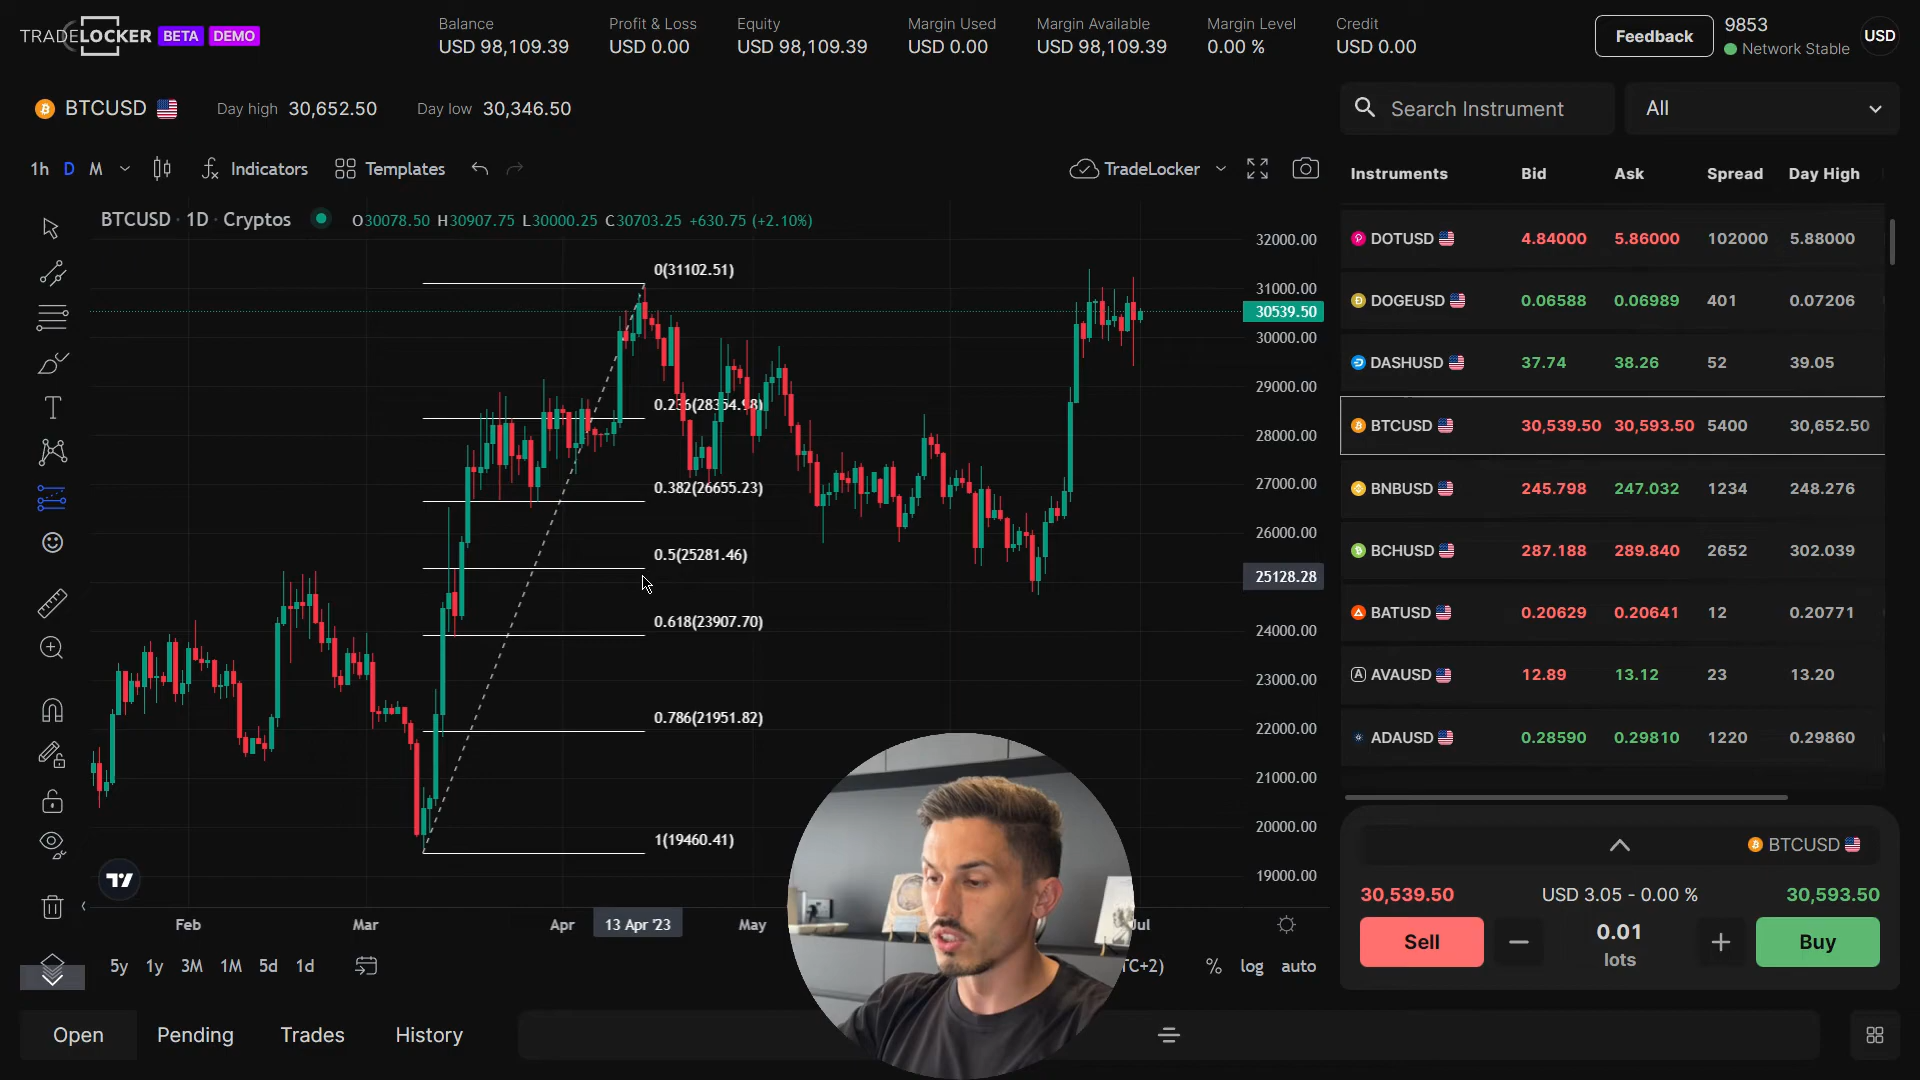 TRADELOCKER BETA DEMO
Balance
USD 98,109.39
Profit & Loss
USD 0.00
Equity
USD 98,109.39
Margin Used
USD 0.00
Margin Available
USD 98,109.39
Margin Level
0.00 %
Credit
USD 0.00
Feedback
9853
Network Stable
USD
BTCUSD Day high 30,652.50 Day low 30,346.50
Search Instrument
All
1h D M Indicators Templates TradeLocker
BTCUSD · 1D · Cryptos O30078.50 H30907.75 L30000.25 C30703.25 +630.75 (+2.10%)
0(31102.51)
0.236(28354.98)
0.382(26655.23)
0.5(25281.46)
0.618(23907.70)
0.786(21951.82)
1(19460.41)
32000.00
31000.00
30539.50
30000.00
29000.00
28000.00
27000.00
26000.00
25128.28
24000.00
23000.00
22000.00
21000.00
20000.00
19000.00
Feb Mar Apr 13 Apr '23 May Jul
5y 1y 3M 1M 5d 1d TC+2) % log auto
Instruments Bid Ask Spread Day High
DOTUSD 4.84000 5.86000 102000 5.88000
DOGEUSD 0.06588 0.06989 401 0.07206
DASHUSD 37.74 38.26 52 39.05
BTCUSD 30,539.50 30,593.50 5400 30,652.50
BNBUSD 245.798 247.032 1234 248.276
BCHUSD 287.188 289.840 2652 302.039
BATUSD 0.20629 0.20641 12 0.20771
AVAUSD 12.89 13.12 23 13.20
ADAUSD 0.28590 0.29810 1220 0.29860
BTCUSD
30,539.50 USD 3.05 - 0.00 % 30,593.50
Sell 0.01 Buy
lots
Open Pending Trades History